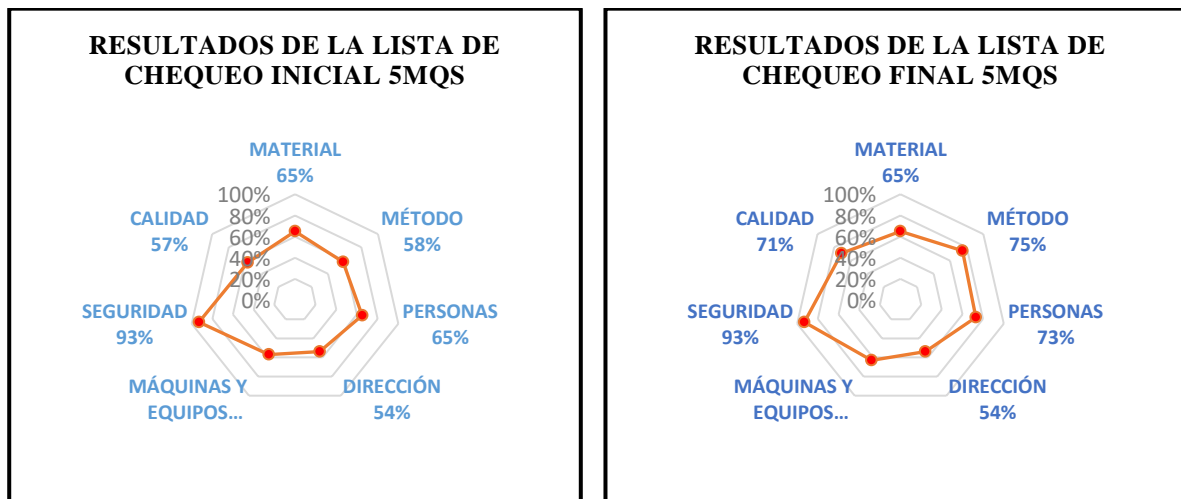 RESULTADOS DE LA LISTA DE
CHEQUEO INICIAL 5MQS
MATERIAL
65%
MÉTODO
58%
PERSONAS
65%
DIRECCIÓN
54%
MÁQUINAS Y
EQUIPOS…
SEGURIDAD
93%
CALIDAD
57%
100%
80%
60%
40%
20%
0%
RESULTADOS DE LA LISTA DE
CHEQUEO FINAL 5MQS
MATERIAL
65%
MÉTODO
75%
PERSONAS
73%
DIRECCIÓN
54%
MÁQUINAS Y
EQUIPOS…
SEGURIDAD
93%
CALIDAD
71%
100%
80%
60%
40%
20%
0%